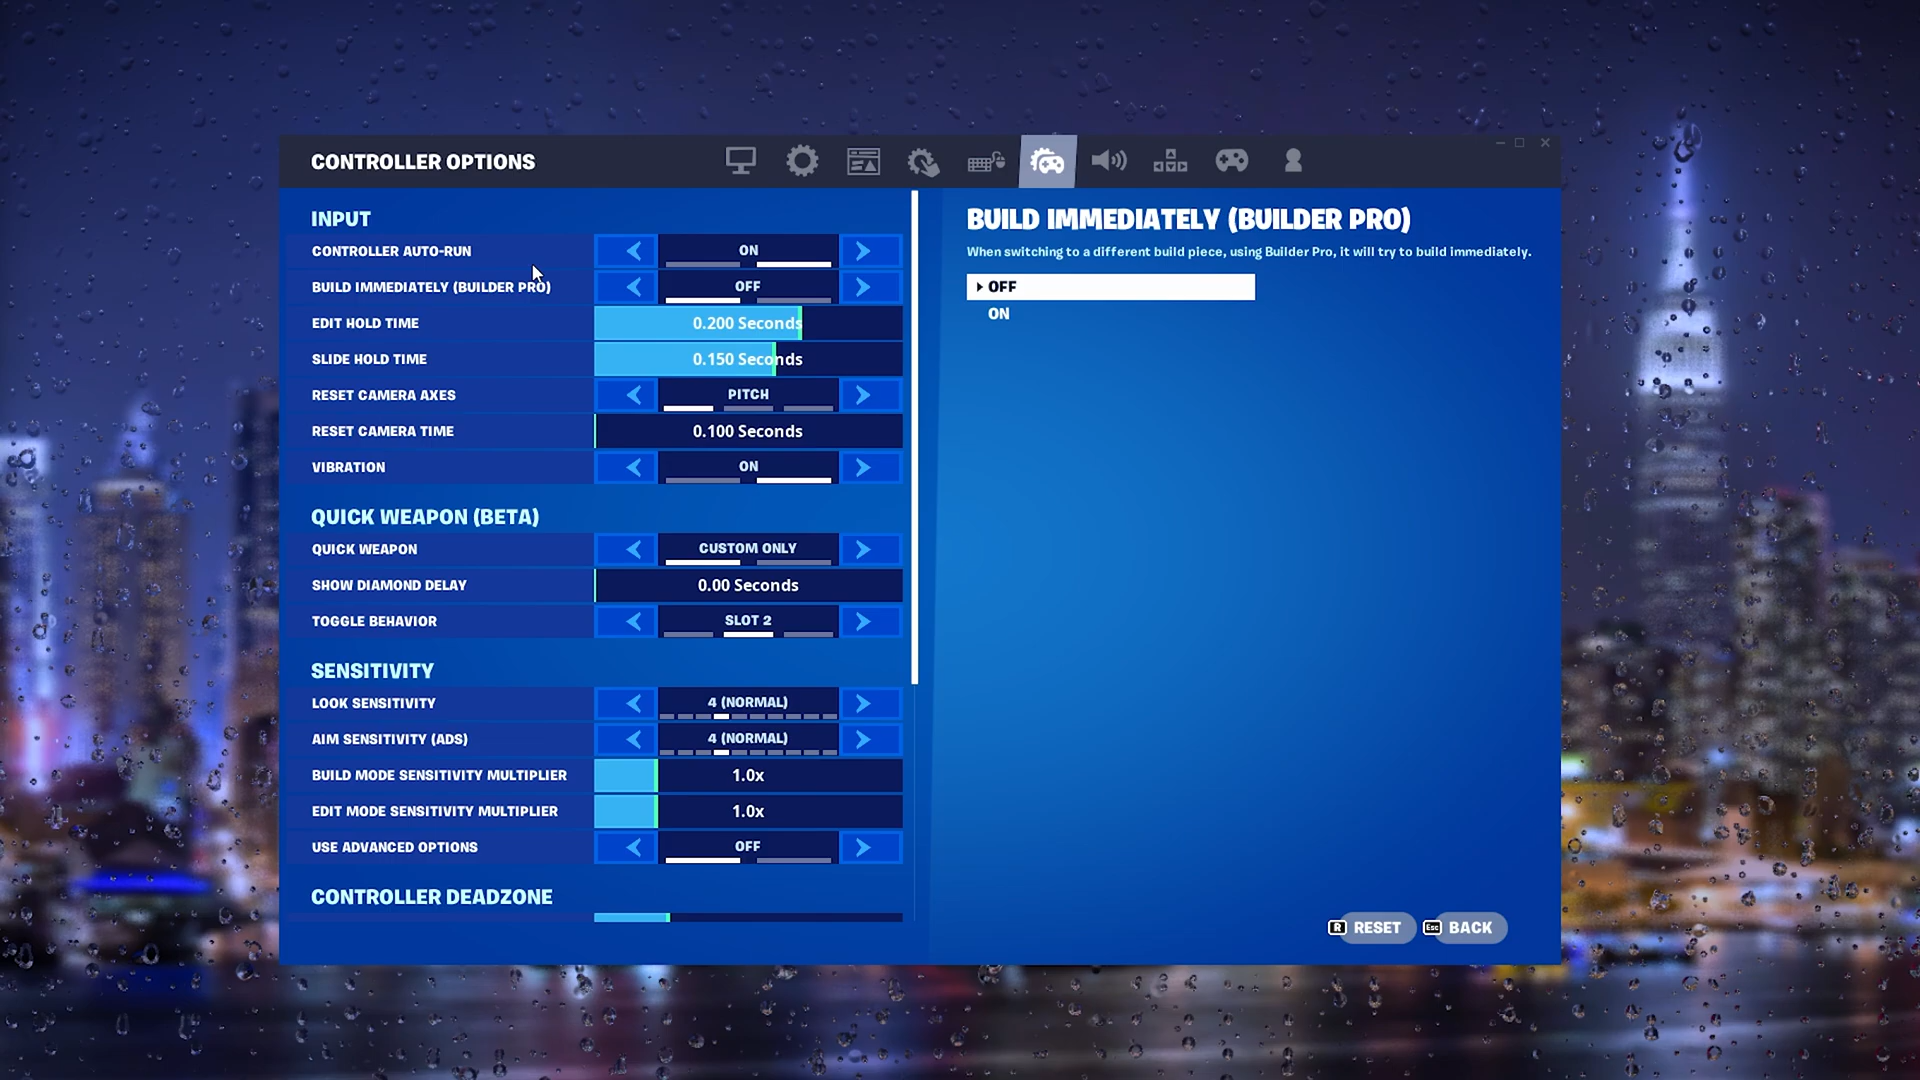 CONTROLLER OPTIONS
INPUT
CONTROLLER AUTO-RUN
ON
BUILD IMMEDIATELY (BUILDER PRO)
OFF
EDIT HOLD TIME
0.200 Seconds
SLIDE HOLD TIME
0.150 Seconds
RESET CAMERA AXES
PITCH
RESET CAMERA TIME
0.100 Seconds
VIBRATION
ON
QUICK WEAPON (BETA)
QUICK WEAPON
CUSTOM ONLY
SHOW DIAMOND DELAY
0.00 Seconds
TOGGLE BEHAVIOR
SLOT 2
SENSITIVITY
LOOK SENSITIVITY
4 (NORMAL)
AIM SENSITIVITY (ADS)
4 (NORMAL)
BUILD MODE SENSITIVITY MULTIPLIER
1.0x
EDIT MODE SENSITIVITY MULTIPLIER
1.0x
USE ADVANCED OPTIONS
OFF
CONTROLLER DEADZONE
BUILD IMMEDIATELY (BUILDER PRO)
When switching to a different build piece, using Builder Pro, it will try to build immediately.
OFF
ON
R RESET
Esc BACK